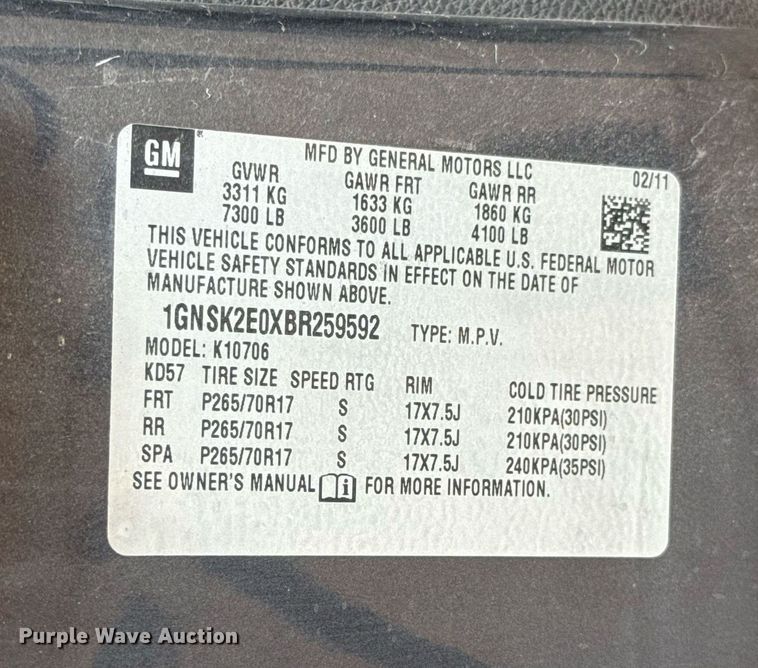 GM
MFD BY GENERAL MOTORS LLC
02/11
GVWR GAWR FRT GAWR RR
3311 KG 1633 KG 1860 KG
7300 LB 3600 LB 4100 LB
THIS VEHICLE CONFORMS TO ALL APPLICABLE U.S. FEDERAL MOTOR
VEHICLE SAFETY STANDARDS IN EFFECT ON THE DATE OF
MANUFACTURE SHOWN ABOVE.
1GNSK2E0XBR259592 TYPE: M.P.V.
MODEL: K10706
KD57 TIRE SIZE SPEED RTG RIM COLD TIRE PRESSURE
FRT P265/70R17 S 17X7.5J 210KPA(30PSI)
RR P265/70R17 S 17X7.5J 210KPA(30PSI)
SPA P265/70R17 S 17X7.5J 240KPA(35PSI)
SEE OWNER'S MANUAL i FOR MORE INFORMATION.
Purple Wave Auction